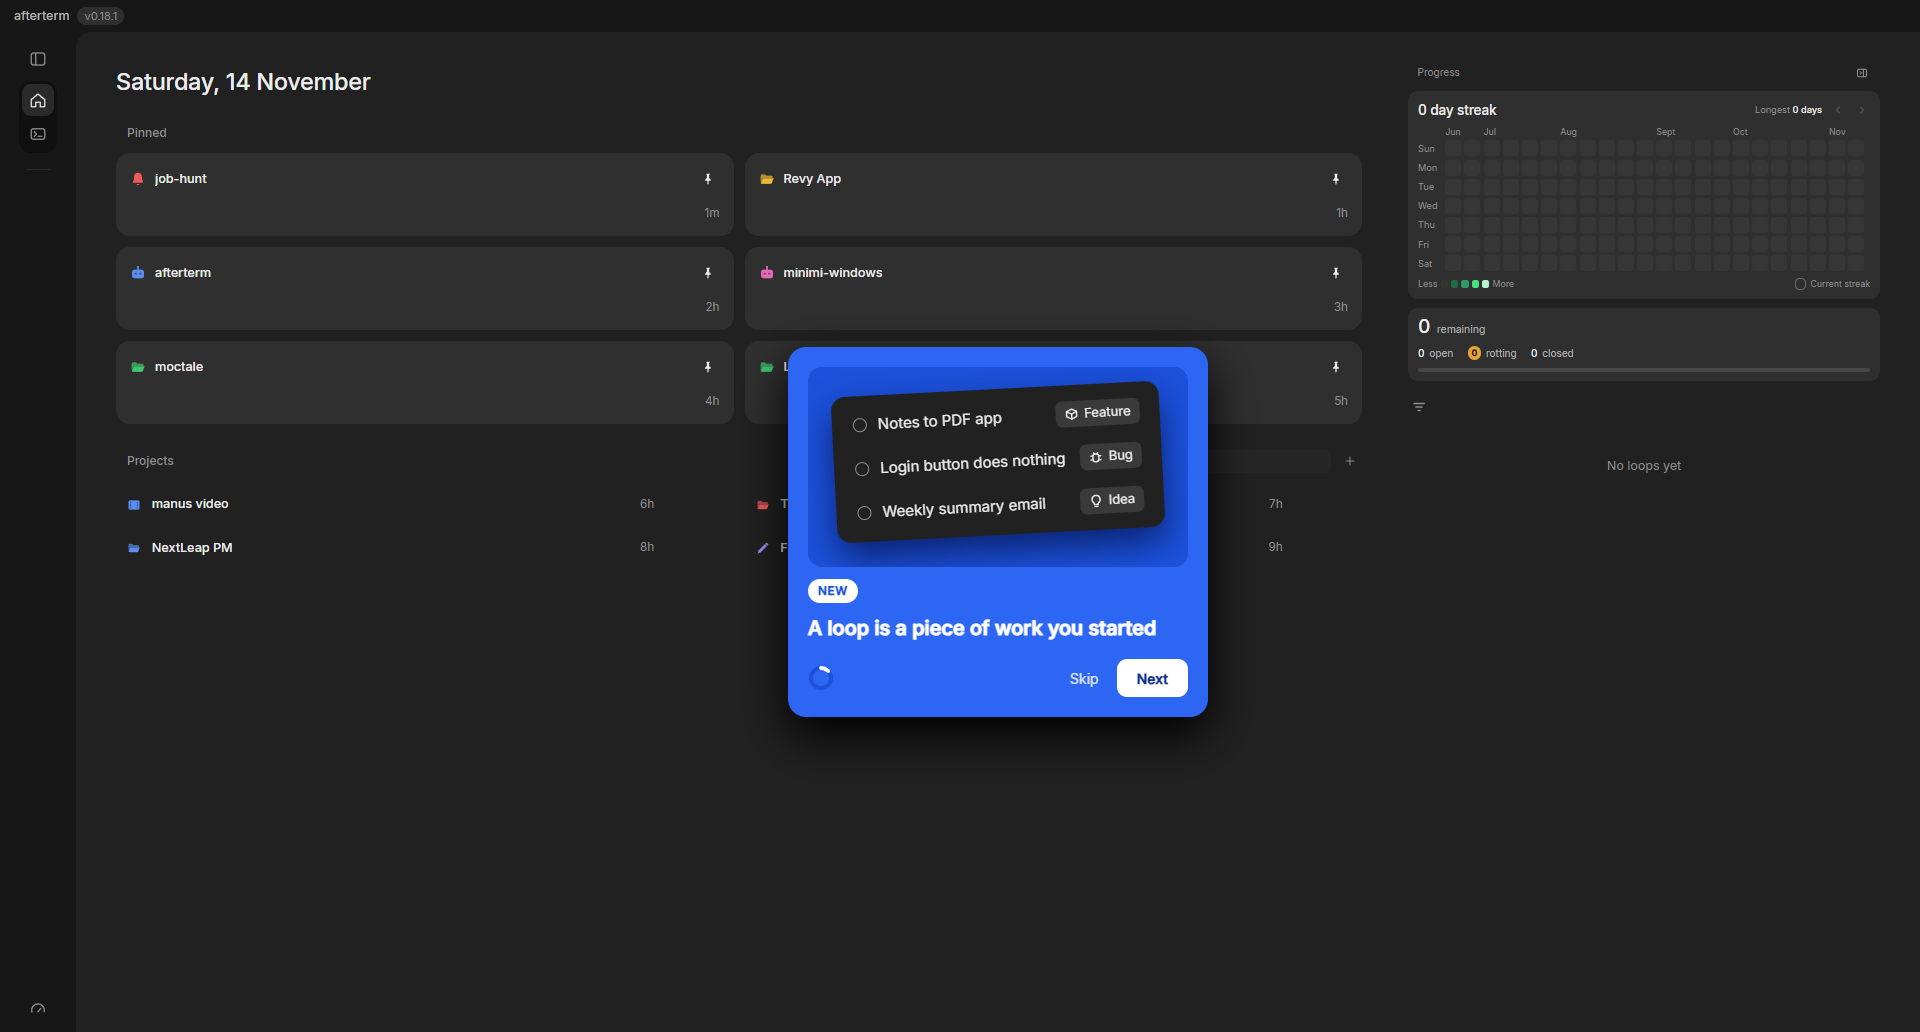 afterterm v0.18.1
Saturday, 14 November
Pinned
job-hunt
1m
Revy App
1h
afterterm
2h
minimi-windows
3h
moctale
4h
5h
Projects
manus video 6h
7h
NextLeap PM 8h
9h
Notes to PDF app Feature
Login button does nothing Bug
Weekly summary email Idea
NEW
A loop is a piece of work you started
Skip Next
Progress
0 day streak Longest 0 days
Jun Jul Aug Sept Oct Nov
Sun
Mon
Tue
Wed
Thu
Fri
Sat
Less More Current streak
0 remaining
0 open 0 rotting 0 closed
No loops yet